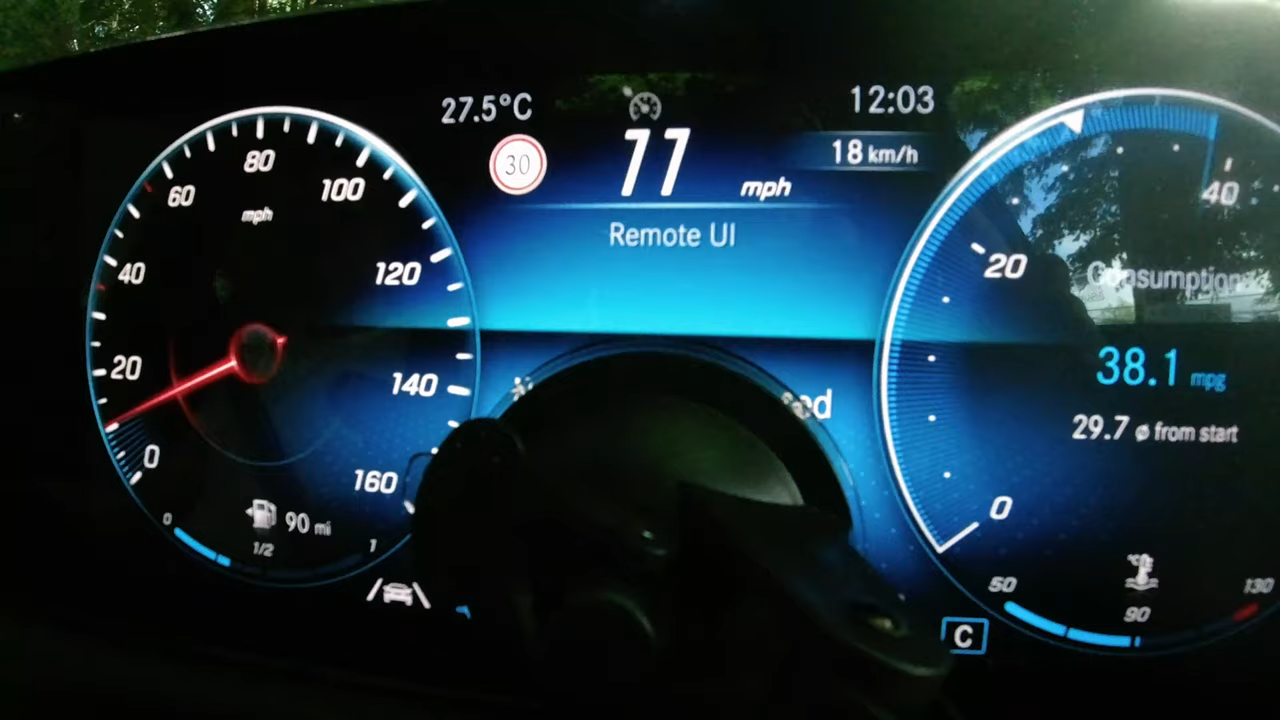 27.5°C
12:03
30
77 mph
18 km/h
Remote UI
80
60
100
mph
40
120
20
140
0
160
90 mi
0
1/2
1
40
20
Consumption
38.1 mpg
29.7 ø from start
0
50
90
130
C